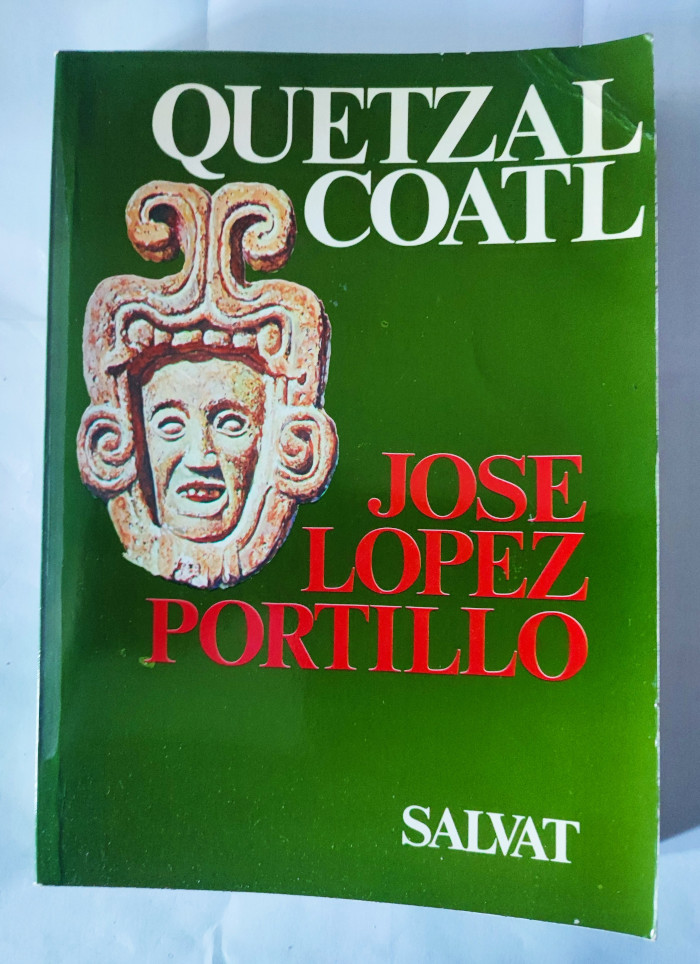 QUETZAL
COATL
JOSE
LOPEZ
PORTILLO
SALVAT